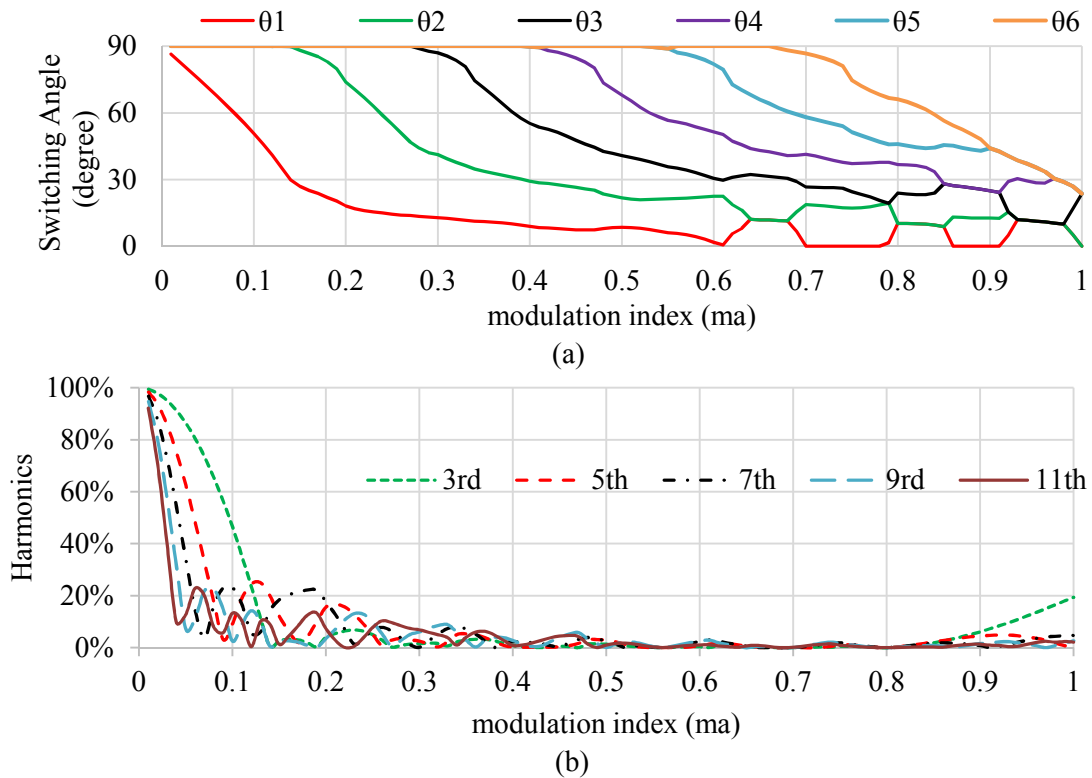 θ1 θ2 θ3 θ4 θ5 θ6
90
60
30
0
Switching Angle
(degree)
0 0.1 0.2 0.3 0.4 0.5 0.6 0.7 0.8 0.9 1
modulation index (ma)
(a)
100%
80%
60%
40%
20%
0%
Harmonics
3rd 5th 7th 9rd 11th
0 0.1 0.2 0.3 0.4 0.5 0.6 0.7 0.8 0.9 1
modulation index (ma)
(b)